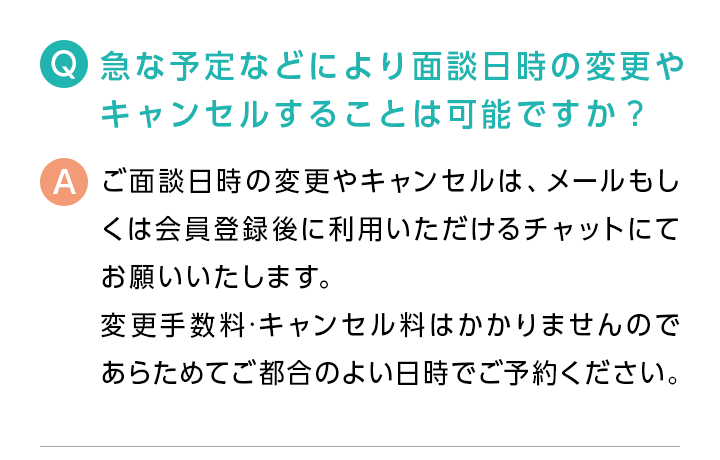 Q 急な予定などにより面談日時の変更や
キャンセルすることは可能ですか？
A ご面談日時の変更やキャンセルは、メールもし
くは会員登録後に利用いただけるチャットにて
お願いいたします。
変更手数料･キャンセル料はかかりませんので
あらためてご都合のよい日時でご予約ください。